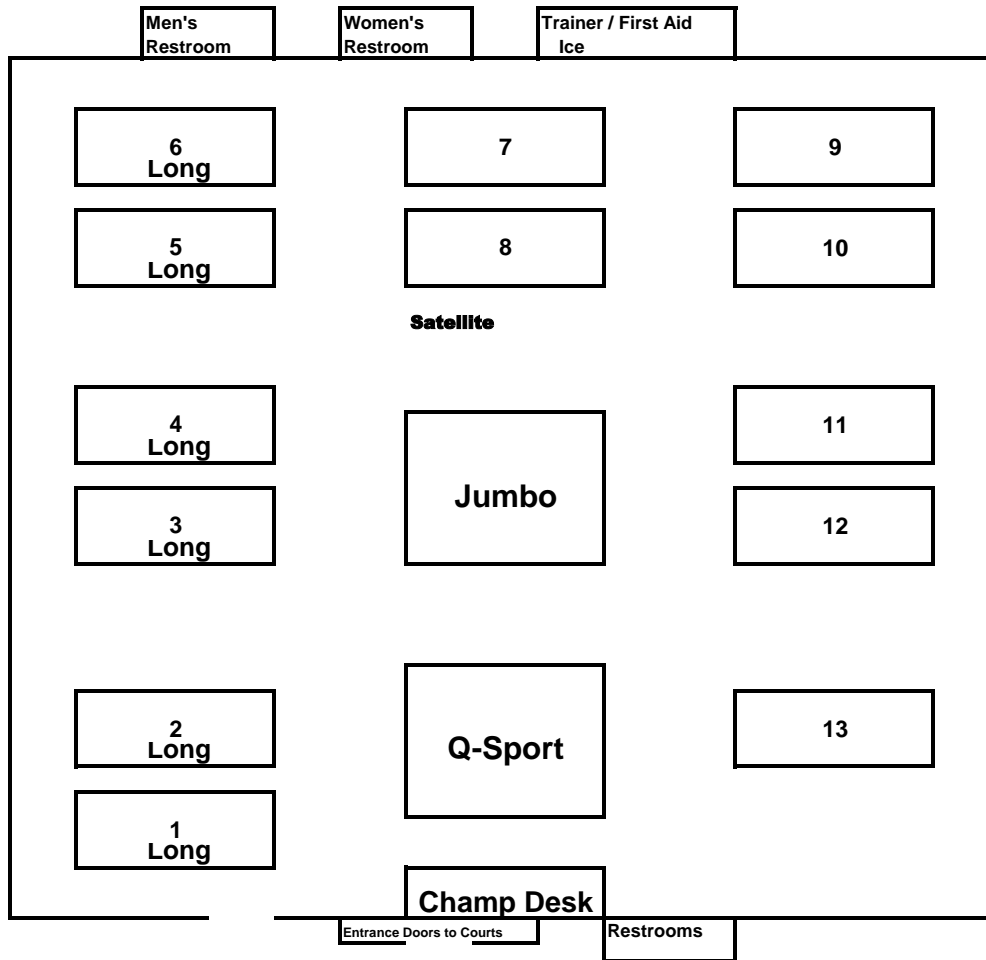 Men's
Restroom
Women's
Restroom
Trainer / First Aid
Ice
6
Long
7
9
5
Long
8
10
Satellite
4
Long
11
Jumbo
3
Long
12
2
Long
Q-Sport
13
1
Long
Champ Desk
Entrance Doors to Courts
Restrooms